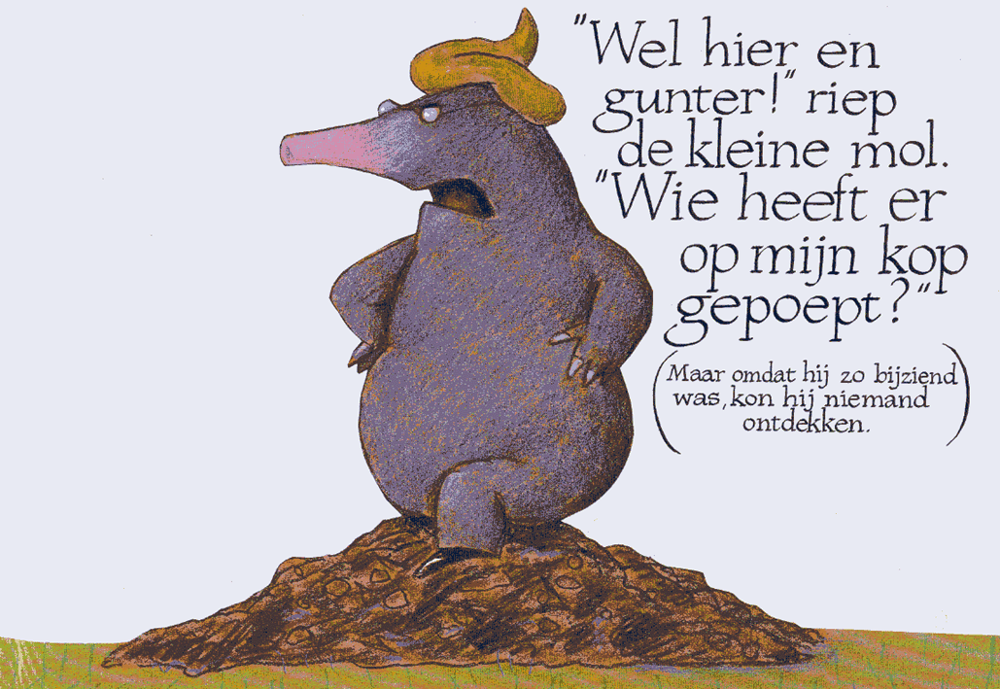 "Wel hier en
gunter!" riep
de kleine mol.
"Wie heeft er
op mijn kop
gepoept?"
(Maar omdat hij zo bijziend
was, kon hij niemand
ontdekken.)